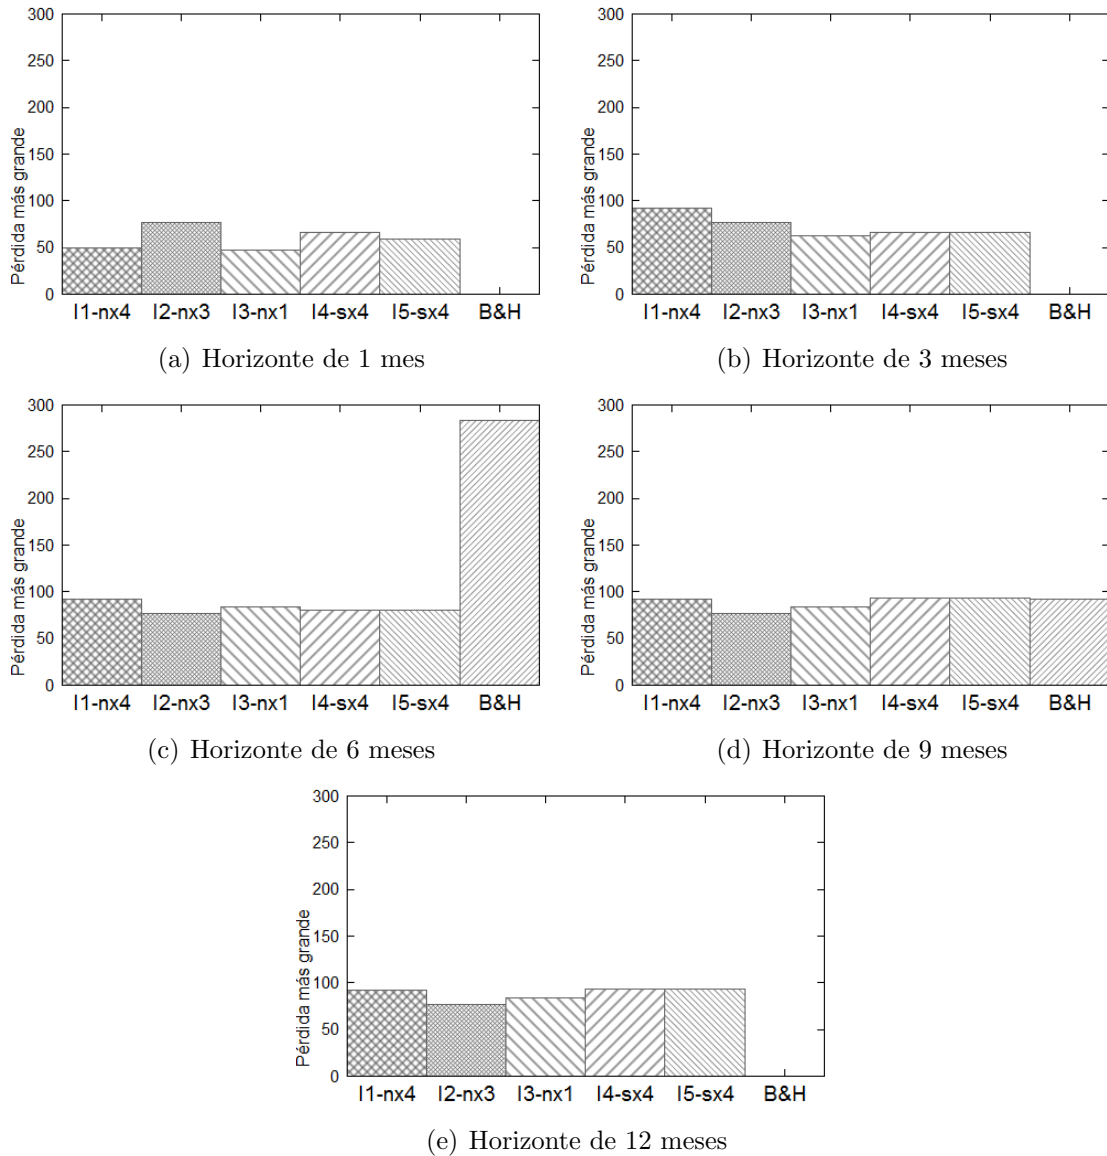 300
250
200
150
100
50
0
Pérdida más grande
I1-nx4 I2-nx3 I3-nx1 I4-sx4 I5-sx4 B&H
(a) Horizonte de 1 mes
300
250
200
150
100
50
0
Pérdida más grande
I1-nx4 I2-nx3 I3-nx1 I4-sx4 I5-sx4 B&H
(b) Horizonte de 3 meses
300
250
200
150
100
50
0
Pérdida más grande
I1-nx4 I2-nx3 I3-nx1 I4-sx4 I5-sx4 B&H
(c) Horizonte de 6 meses
300
250
200
150
100
50
0
Pérdida más grande
I1-nx4 I2-nx3 I3-nx1 I4-sx4 I5-sx4 B&H
(d) Horizonte de 9 meses
300
250
200
150
100
50
0
Pérdida más grande
I1-nx4 I2-nx3 I3-nx1 I4-sx4 I5-sx4 B&H
(e) Horizonte de 12 meses